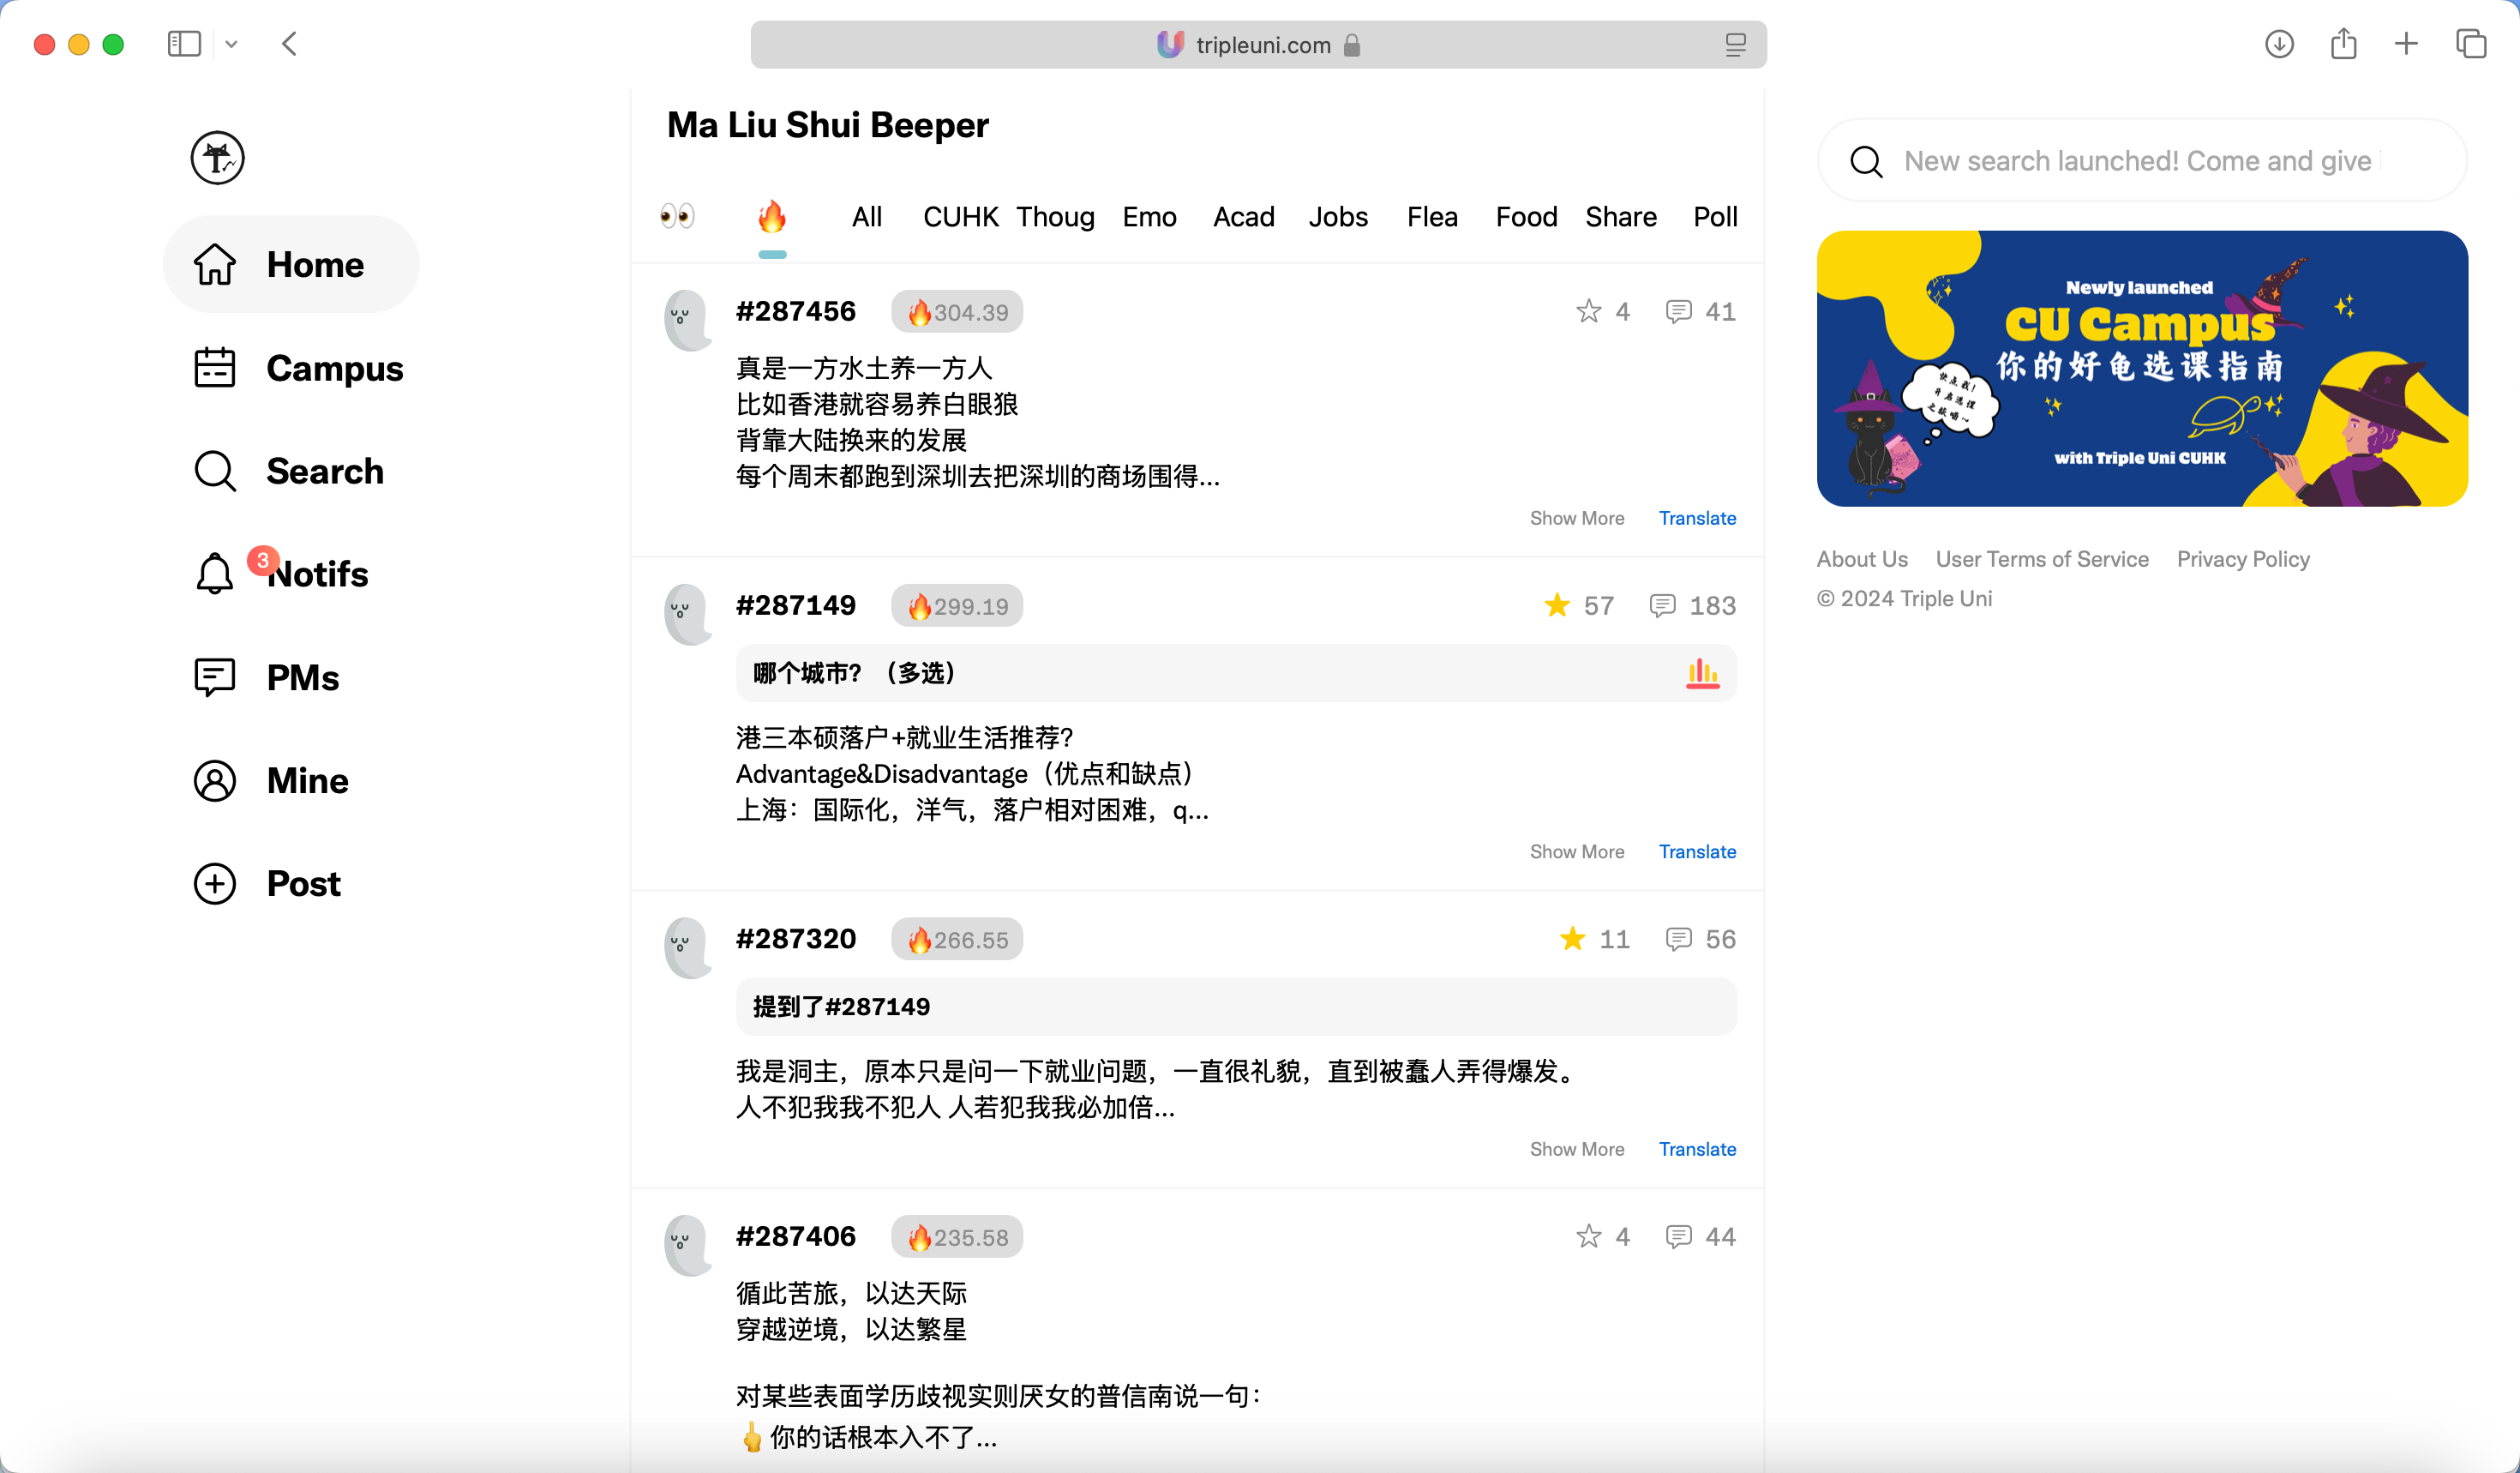 tripleuni.com
Home
Campus
Search
3
Notifs
PMs
Mine
Post
Ma Liu Shui Beeper
👀 🔥 All CUHK Thoug Emo Acad Jobs Flea Food Share Poll
#287456 🔥304.39 4 41
真是一方水土养一方人
比如香港就容易养白眼狼
背靠大陆换来的发展
每个周末都跑到深圳去把深圳的商场围得...
Show More Translate
#287149 🔥299.19 57 183
哪个城市？（多选）
港三本硕落户+就业生活推荐？
Advantage&Disadvantage（优点和缺点）
上海：国际化，洋气，落户相对困难，q...
Show More Translate
#287320 🔥266.55 11 56
提到了#287149
我是洞主，原本只是问一下就业问题，一直很礼貌，直到被蠢人弄得爆发。
人不犯我我不犯人 人若犯我我必加倍...
Show More Translate
#287406 🔥235.58 4 44
循此苦旅，以达天际
穿越逆境，以达繁星
对某些表面学历歧视实则厌女的普信南说一句：
🖕你的话根本入不了...
New search launched! Come and give
Newly launched
CU Campus
你的好龟选课指南
快点我！
开启选课
之旅喵~
with Triple Uni CUHK
About Us User Terms of Service Privacy Policy
© 2024 Triple Uni